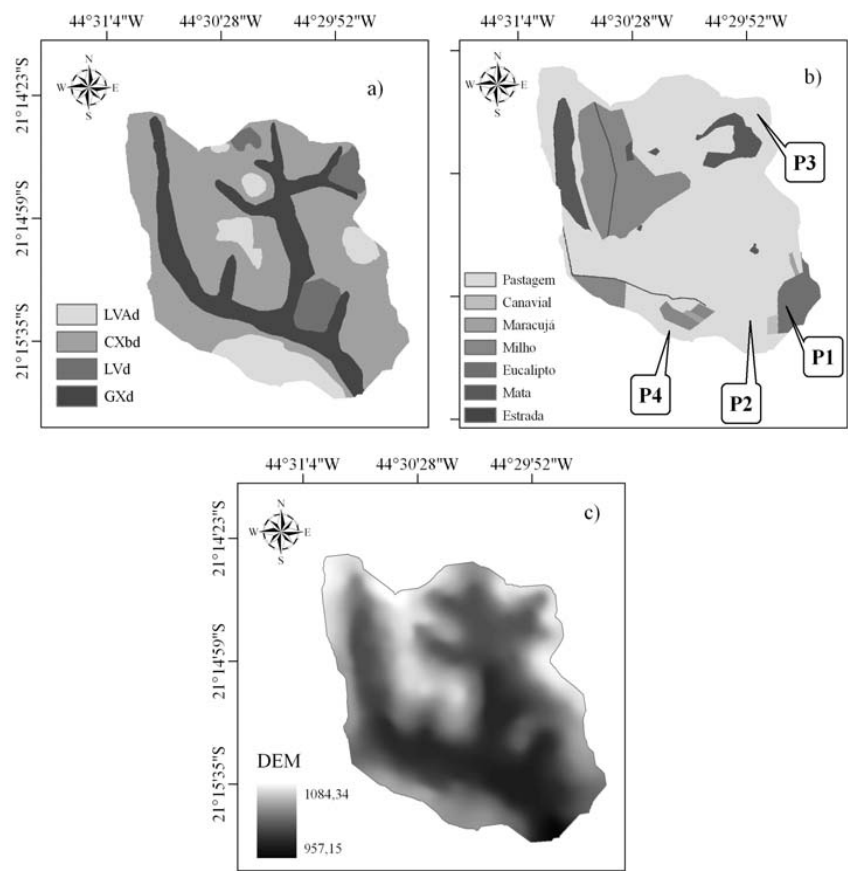 44°31'4"W 44°30'28"W 44°29'52"W
a)
N
W E
S
21°14'23"S
21°14'59"S
21°15'35"S
LVAd
CXbd
LVd
GXd
44°31'4"W 44°30'28"W 44°29'52"W
b)
N
W E
S
P3
Pastagem
Canavial
Maracujá
Milho
Eucalipto
Mata
Estrada
P1
P4
P2
44°31'4"W 44°30'28"W 44°29'52"W
c)
N
W E
S
21°14'23"S
21°14'59"S
21°15'35"S
DEM
1084,34
957,15